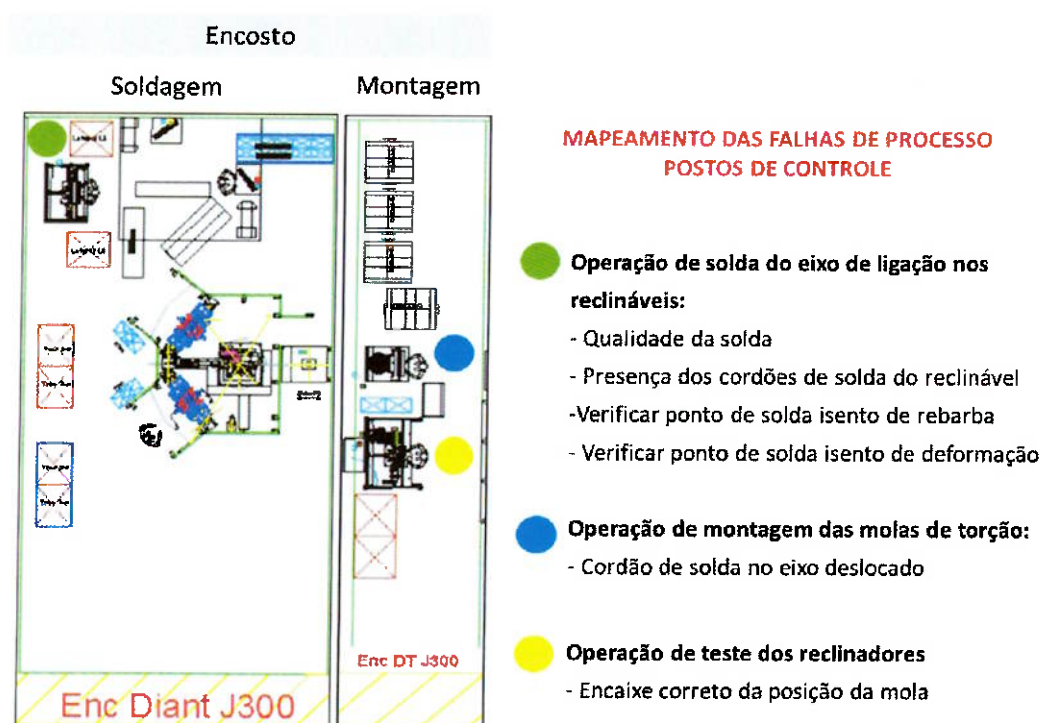 Encosto
Soldagem
Montagem
MAPEAMENTO DAS FALHAS DE PROCESSO
POSTOS DE CONTROLE
Operação de solda do eixo de ligação nos
reclináveis:
- Qualidade da solda
- Presença dos cordões de solda do reclinável
-Verificar ponto de solda isento de rebarba
- Verificar ponto de solda isento de deformação
Operação de montagem das molas de torção:
- Cordão de solda no eixo deslocado
Operação de teste dos reclinadores
- Encaixe correto da posição da mola
Enc DT J300
Enc Diant J300